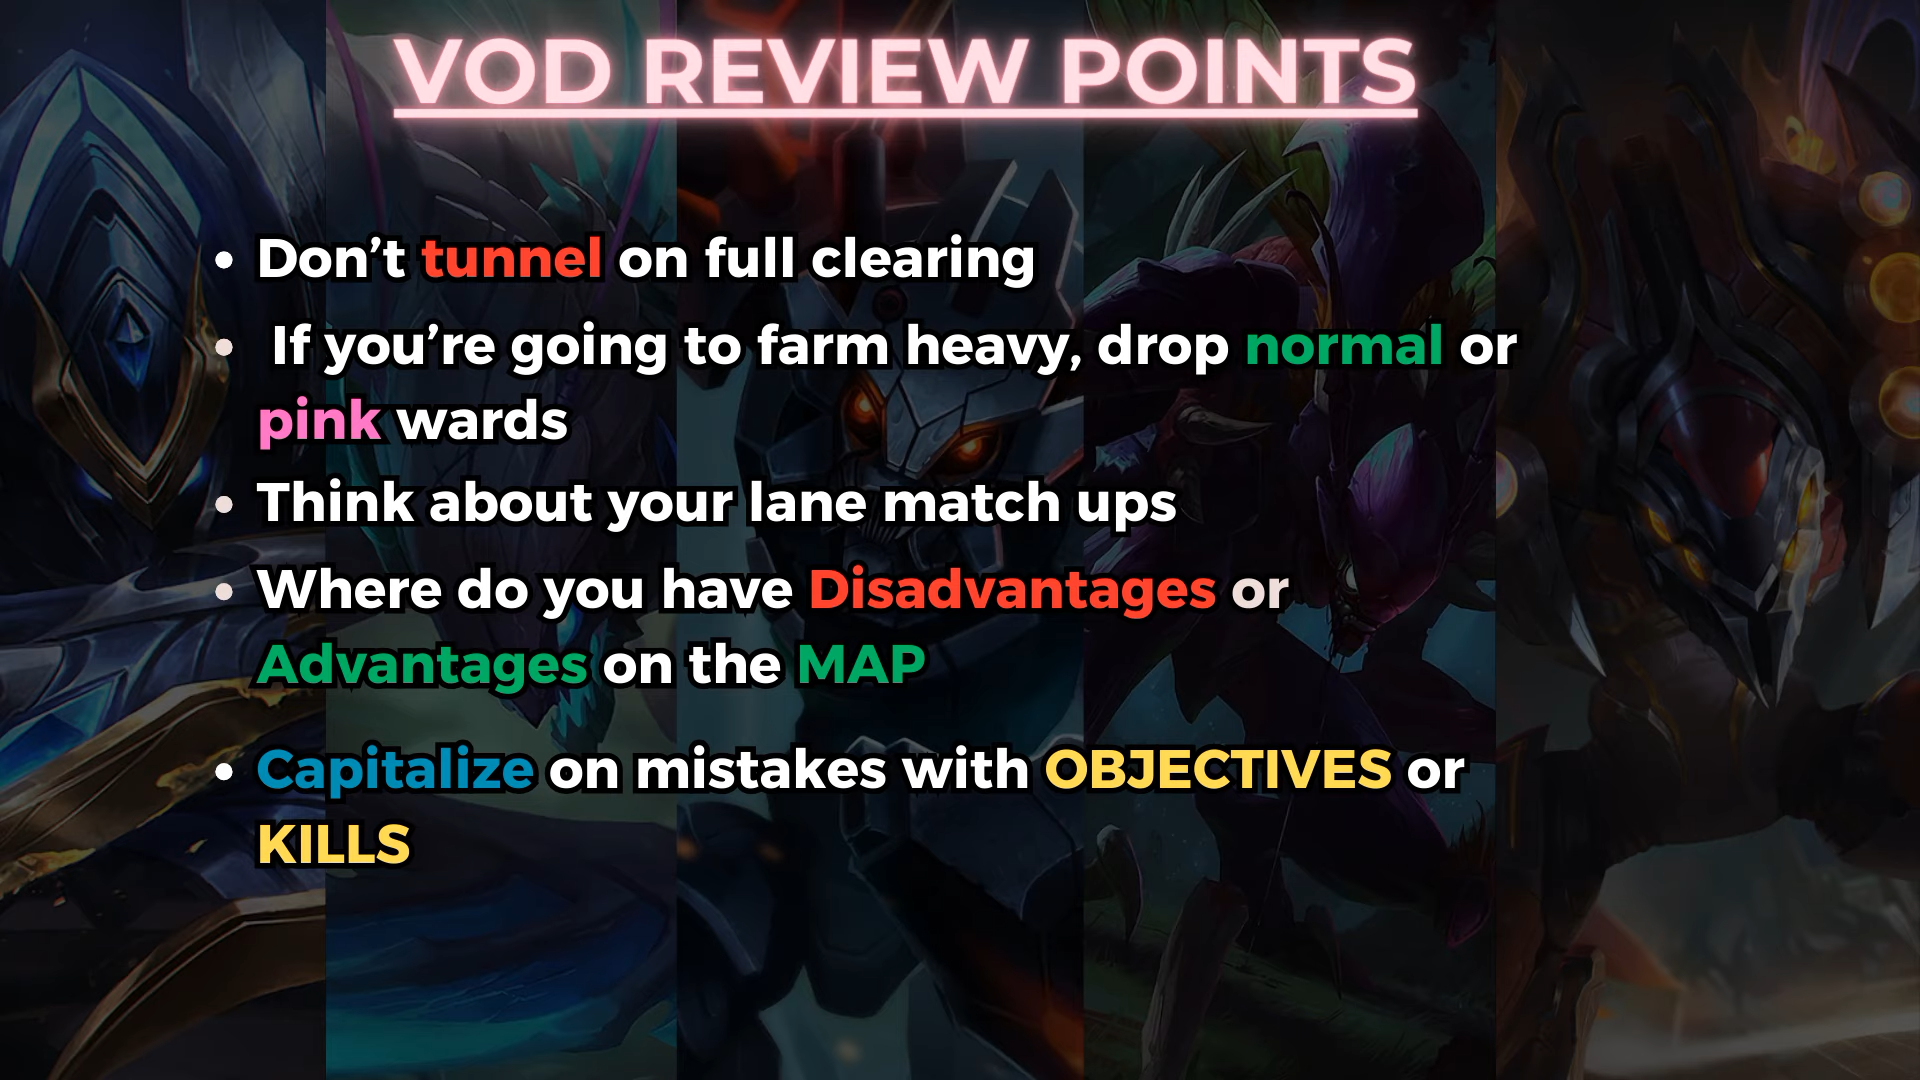 VOD REVIEW POINTS
• Don’t tunnel on full clearing
• If you’re going to farm heavy, drop normal or
pink wards
• Think about your lane match ups
• Where do you have Disadvantages or
Advantages on the MAP
• Capitalize on mistakes with OBJECTIVES or
KILLS